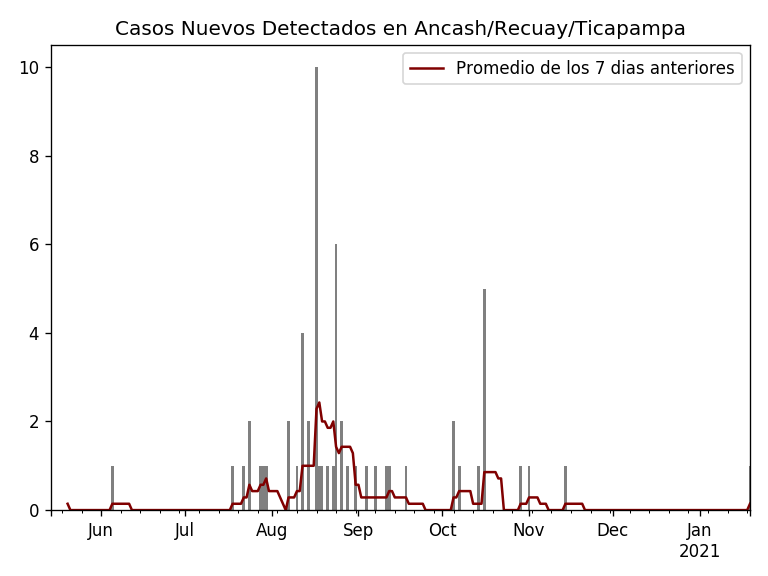 Casos Nuevos Detectados en Ancash/Recuay/Ticapampa
Promedio de los 7 dias anteriores
10
8
6
4
2
0
Jun Jul Aug Sep Oct Nov Dec Jan
2021